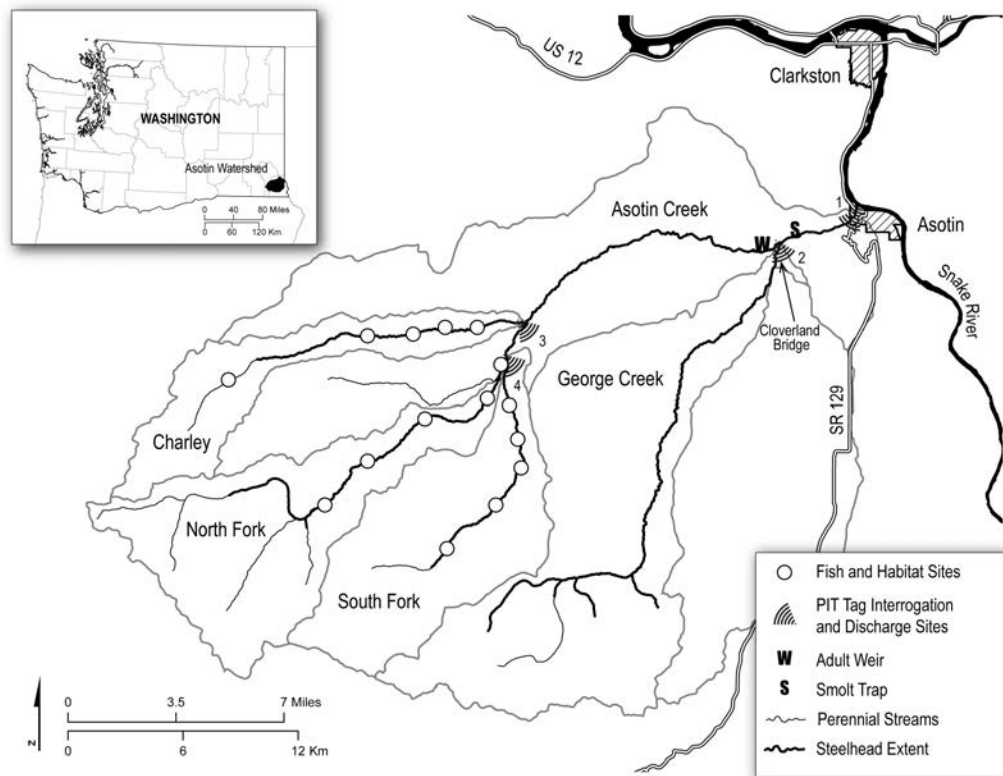 WASHINGTON
Asotin Watershed
0 40 80 Miles
0 60 120 Km
US 12
Clarkston
Asotin Creek
1
Asotin
W
S
2
Cloverland
Bridge
Snake River
3
4
George Creek
SR 129
Charley
North Fork
South Fork
0 3.5 7 Miles
0 6 12 Km
N
Fish and Habitat Sites
PIT Tag Interrogation
and Discharge Sites
W Adult Weir
S Smolt Trap
Perennial Streams
Steelhead Extent